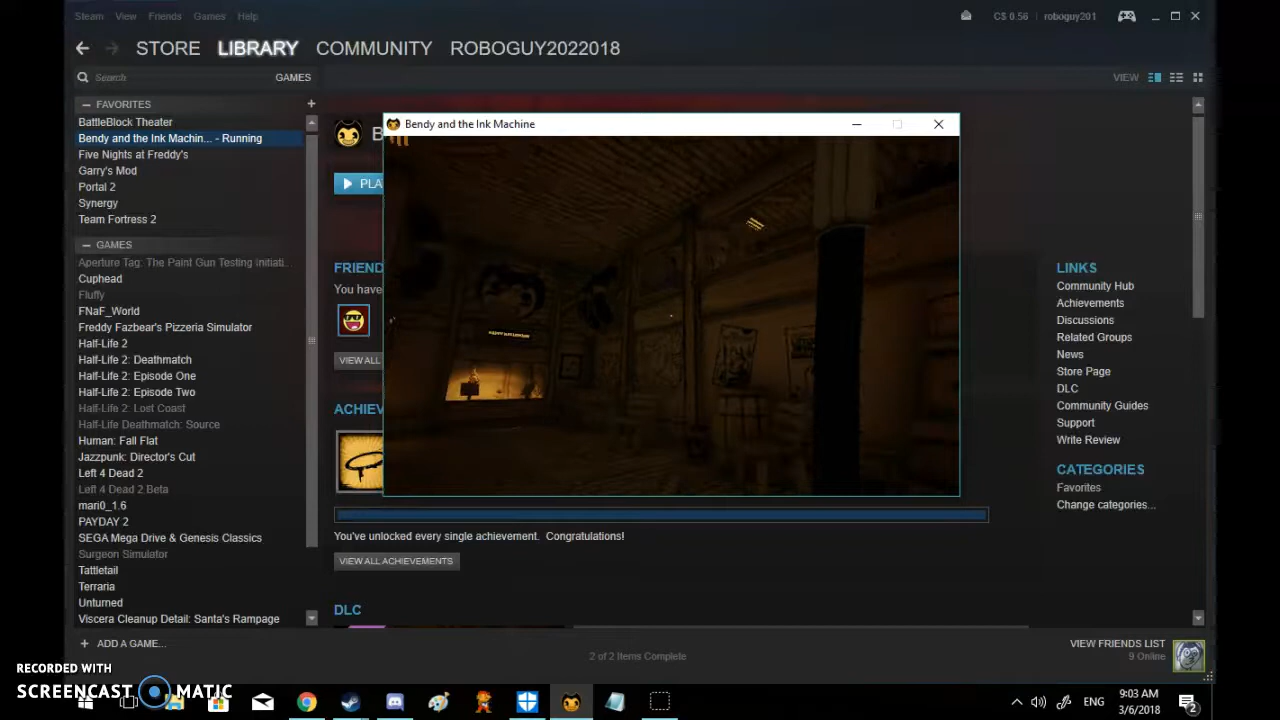 Steam View Friends Games Help
C$ 0.56 roboguy201
STORE LIBRARY COMMUNITY ROBOGUY2022018
Search GAMES
VIEW
FAVORITES
BattleBlock Theater
Bendy and the Ink Machin... - Running
Five Nights at Freddy's
Garry's Mod
Portal 2
Synergy
Team Fortress 2
GAMES
Aperture Tag: The Paint Gun Testing Initiati..
Cuphead
Fluffy
FNaF_World
Freddy Fazbear's Pizzeria Simulator
Half-Life 2
Half-Life 2: Deathmatch
Half-Life 2: Episode One
Half-Life 2: Episode Two
Half-Life 2: Lost Coast
Half-Life Deathmatch: Source
Human: Fall Flat
Jazzpunk: Director's Cut
Left 4 Dead 2
Left 4 Dead 2 Beta
mari0_1.6
PAYDAY 2
SEGA Mega Drive & Genesis Classics
Surgeon Simulator
Tattletail
Terraria
Unturned
Viscera Cleanup Detail: Santa's Rampage
ADD A GAME...
B
PLA
Bendy and the Ink Machine
FRIEND
You have
VIEW ALL
ACHIEV
You've unlocked every single achievement. Congratulations!
VIEW ALL ACHIEVEMENTS
DLC
2 of 2 Items Complete
LINKS
Community Hub
Achievements
Discussions
Related Groups
News
Store Page
DLC
Community Guides
Support
Write Review
CATEGORIES
Favorites
Change categories...
VIEW FRIENDS LIST
9 Online
RECORDED WITH
SCREENCAST MATIC
ENG
9:03 AM
3/6/2018
2